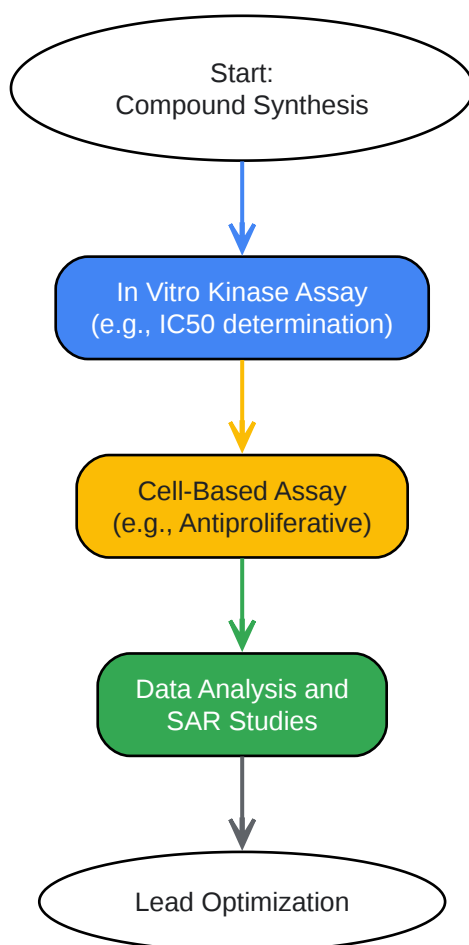 Start:
Compound Synthesis
In Vitro Kinase Assay
(e.g., IC50 determination)
Cell-Based Assay
(e.g., Antiproliferative)
Data Analysis and
SAR Studies
Lead Optimization